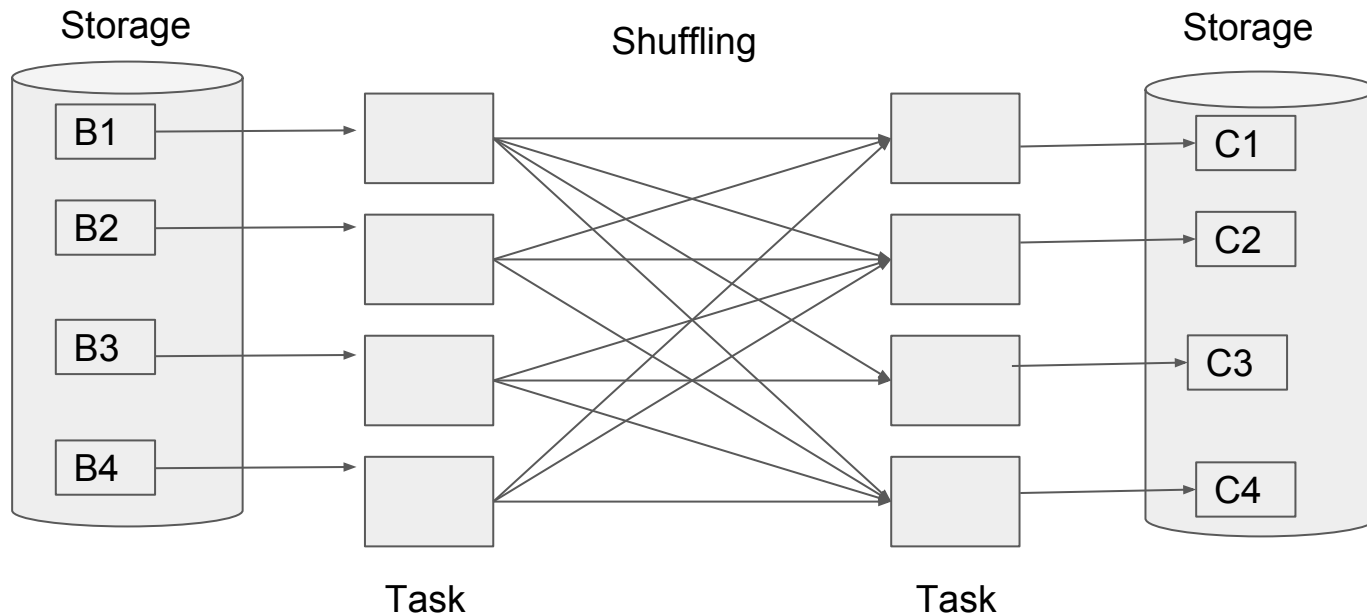 Storage
Shuffling
Storage
B1
B2
B3
B4
C1
C2
C3
C4
Task
Task